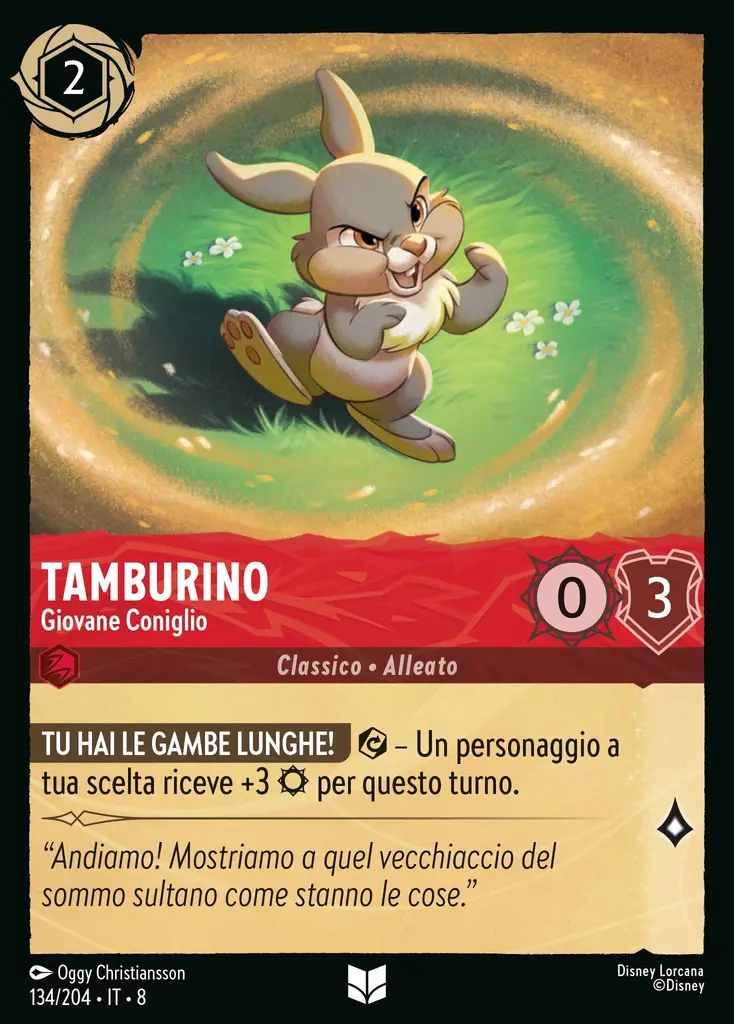 2
TAMBURINO
Giovane Coniglio
0
3
Classico • Alleato
TU HAI LE GAMBE LUNGHE! – Un personaggio a
tua scelta riceve +3 per questo turno.
“Andiamo! Mostriamo a quel vecchiaccio del
sommo sultano come stanno le cose.”
Oggy Christiansson
134/204 • IT • 8
Disney Lorcana
©Disney